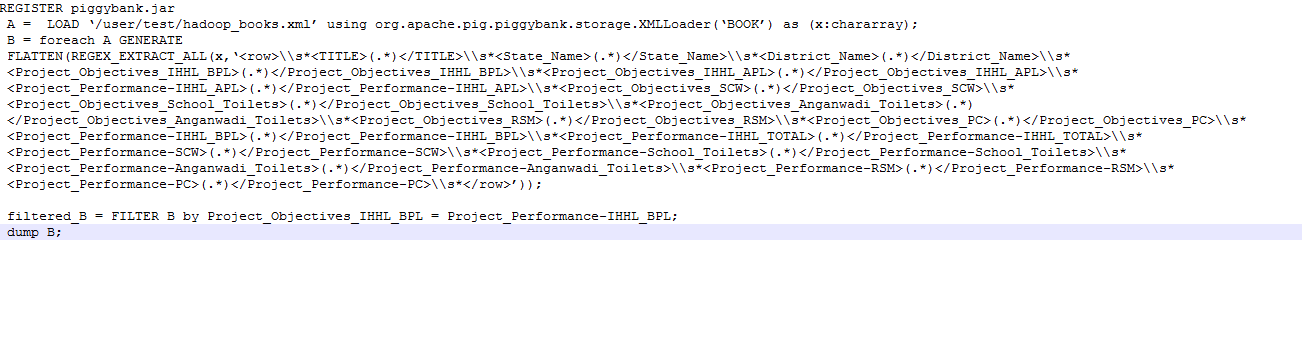 REGISTER piggybank.jar
A =  LOAD ‘/user/test/hadoop_books.xml’ using org.apache.pig.piggybank.storage.XMLLoader(‘BOOK’) as (x:chararray);
B = foreach A GENERATE
FLATTEN(REGEX_EXTRACT_ALL(x,‘<row>\\s*<TITLE>(.*)</TITLE>\\s*<State_Name>(.*)</State_Name>\\s*<District_Name>(.*)</District_Name>\\s*
<Project_Objectives_IHHL_BPL>(.*)</Project_Objectives_IHHL_BPL>\\s*<Project_Objectives_IHHL_APL>(.*)</Project_Objectives_IHHL_APL>\\s*
<Project_Performance-IHHL_APL>(.*)</Project_Performance-IHHL_APL>\\s*<Project_Objectives_SCW>(.*)</Project_Objectives_SCW>\\s*
<Project_Objectives_School_Toilets>(.*)</Project_Objectives_School_Toilets>\\s*<Project_Objectives_Anganwadi_Toilets>(.*)
</Project_Objectives_Anganwadi_Toilets>\\s*<Project_Objectives_RSM>(.*)</Project_Objectives_RSM>\\s*<Project_Objectives_PC>(.*)</Project_Objectives_PC>\\s*
<Project_Performance-IHHL_BPL>(.*)</Project_Performance-IHHL_BPL>\\s*<Project_Performance-IHHL_TOTAL>(.*)</Project_Performance-IHHL_TOTAL>\\s*
<Project_Performance-SCW>(.*)</Project_Performance-SCW>\\s*<Project_Performance-School_Toilets>(.*)</Project_Performance-School_Toilets>\\s*
<Project_Performance-Anganwadi_Toilets>(.*)</Project_Performance-Anganwadi_Toilets>\\s*<Project_Performance-RSM>(.*)</Project_Performance-RSM>\\s*
<Project_Performance-PC>(.*)</Project_Performance-PC>\\s*</row>’));
filtered_B = FILTER B by Project_Objectives_IHHL_BPL = Project_Performance-IHHL_BPL;
dump B;